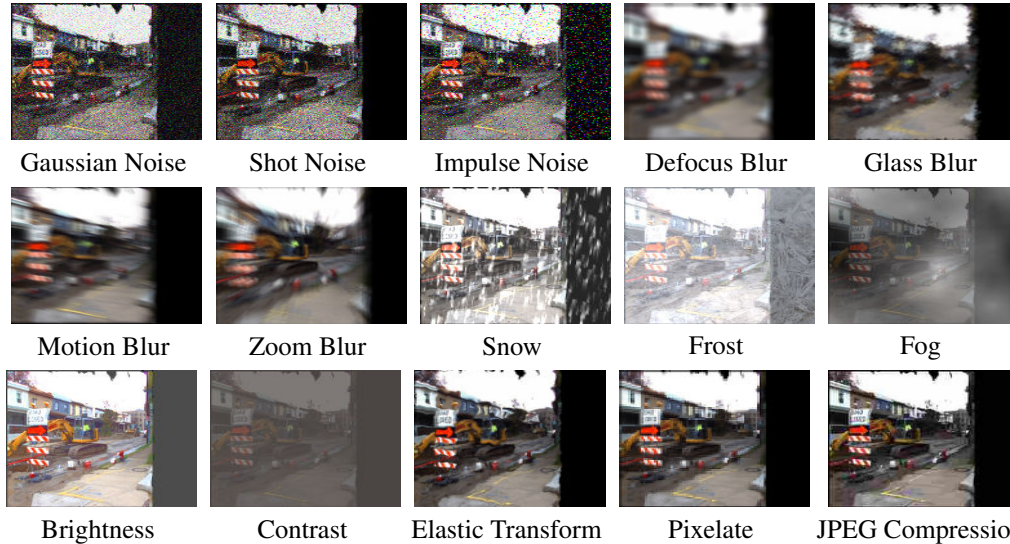 Gaussian Noise
Shot Noise
Impulse Noise
Defocus Blur
Glass Blur
Motion Blur
Zoom Blur
Snow
Frost
Fog
Brightness
Contrast
Elastic Transform
Pixelate
JPEG Compressio